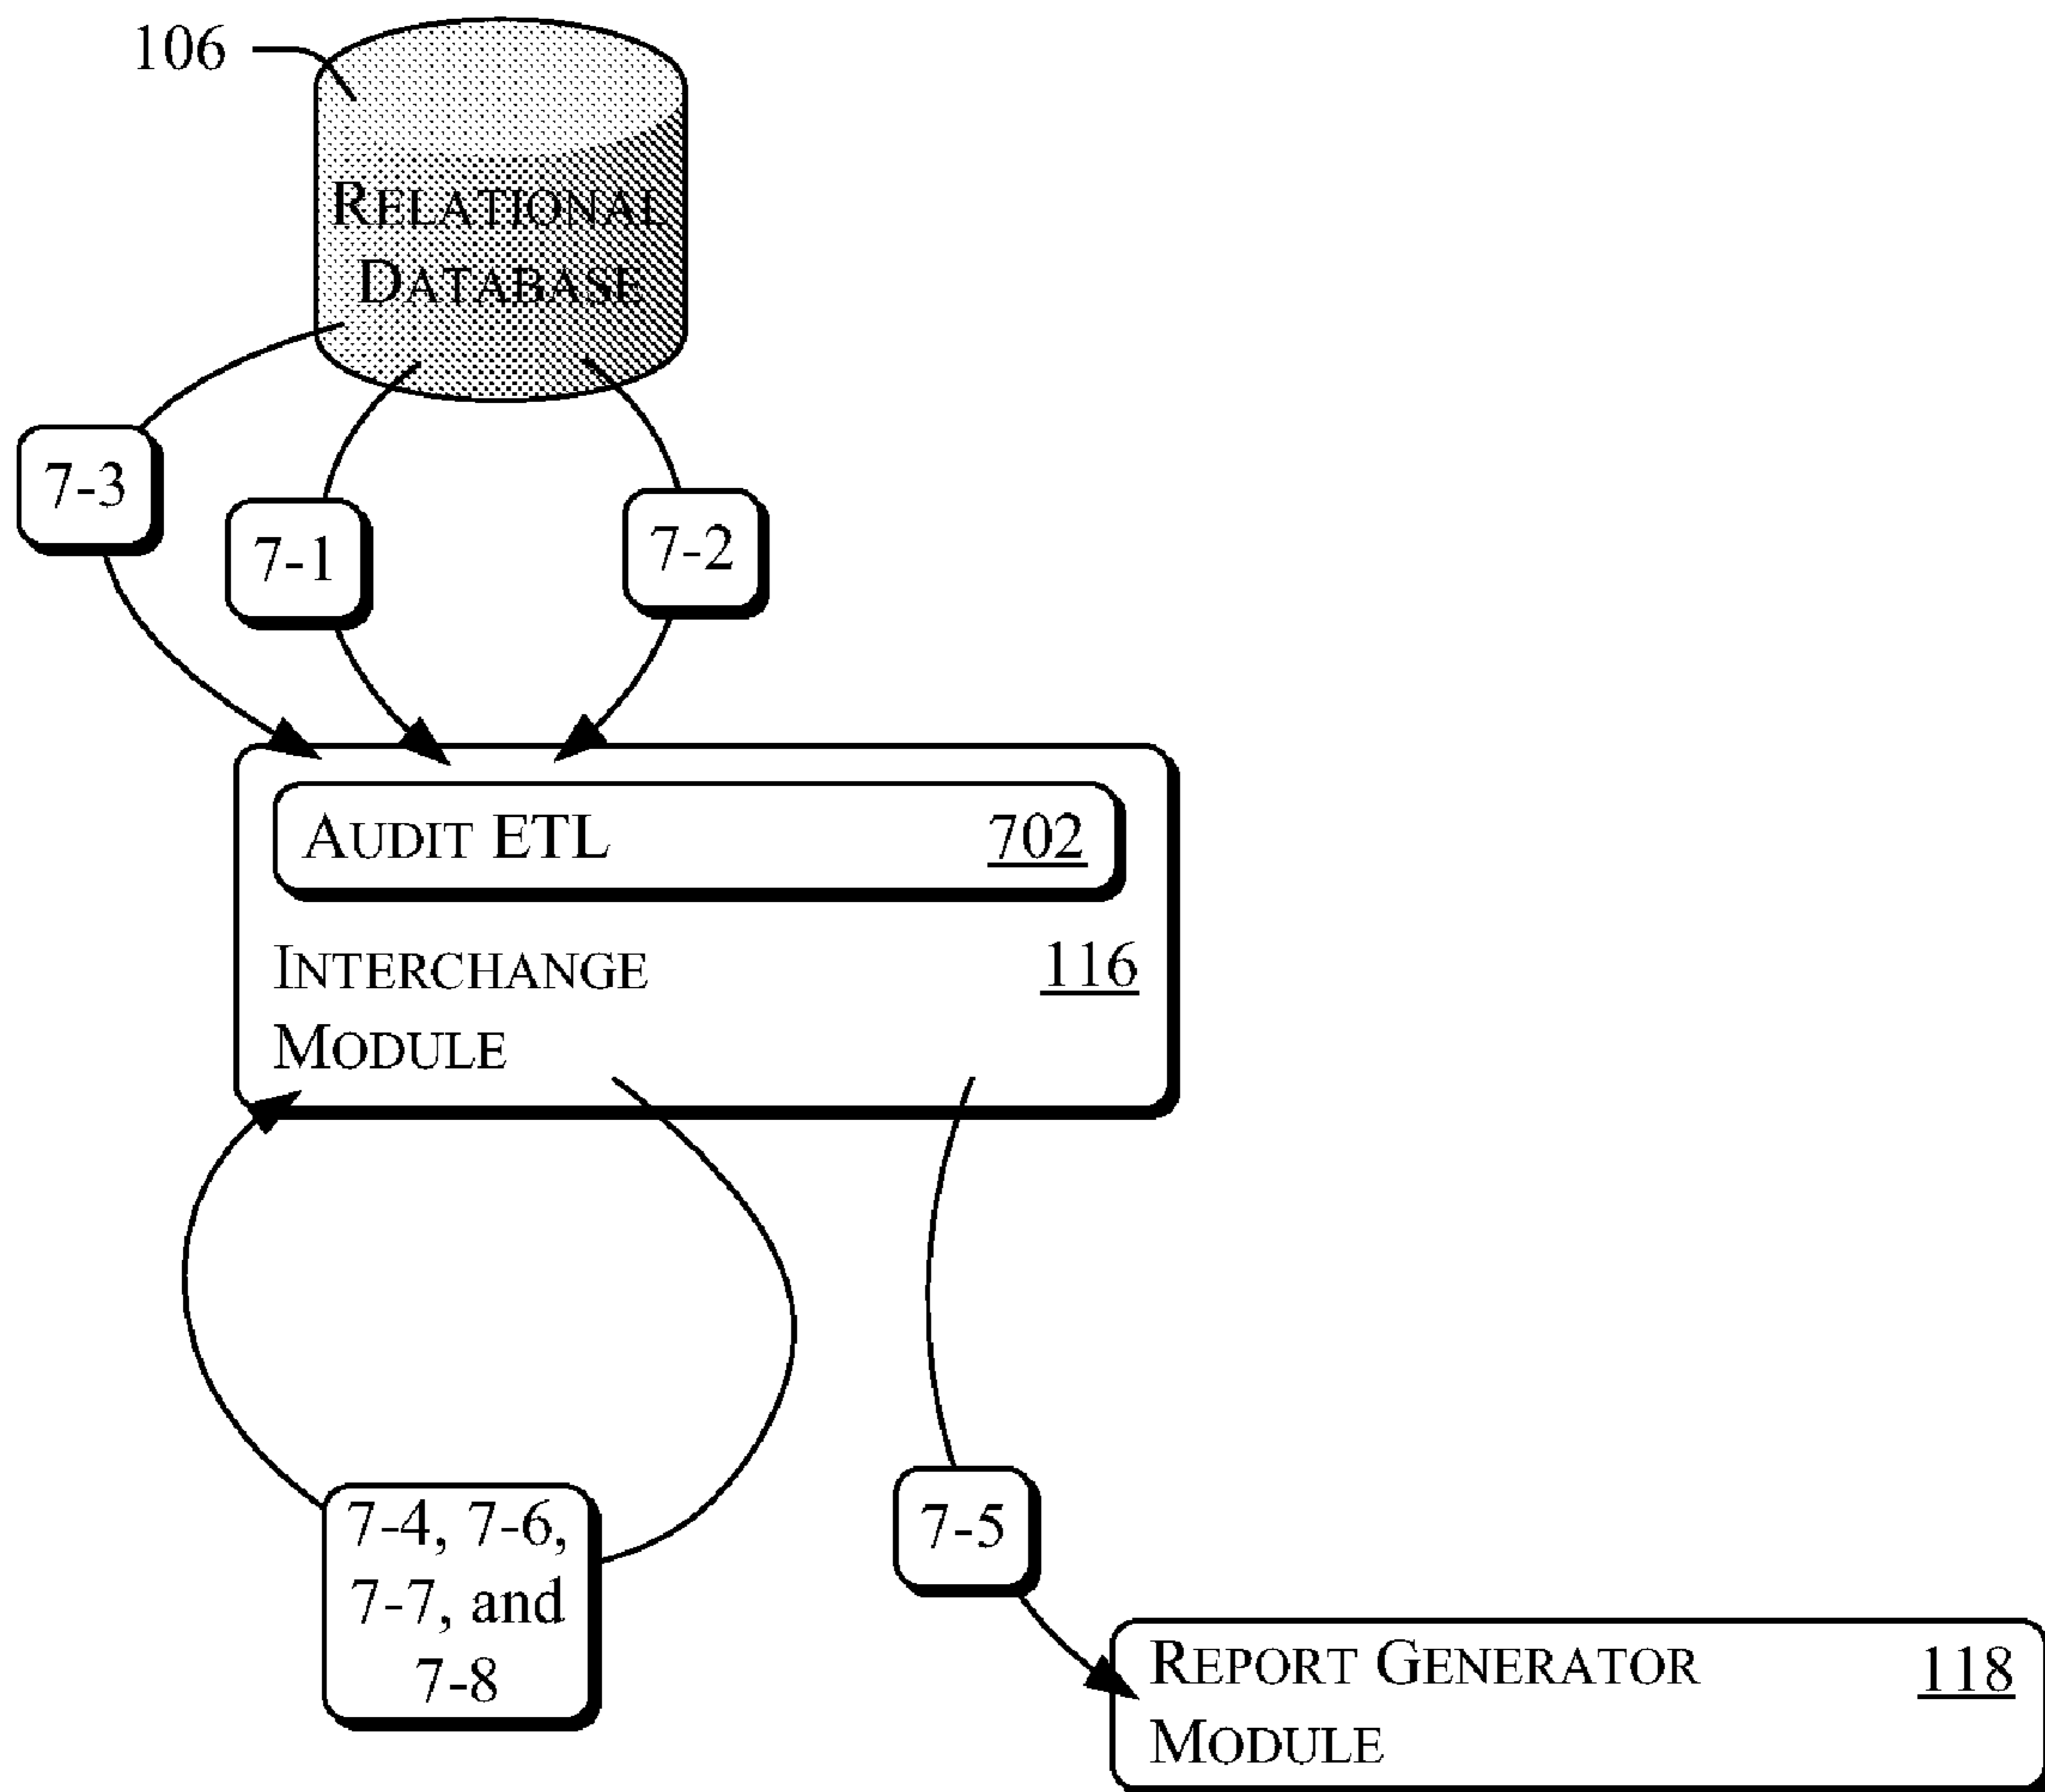 106
RELATIONAL
DATABASE
7-3
7-1
7-2
AUDIT ETL 702
INTERCHANGE 116
MODULE
7-4, 7-6,
7-7, and
7-8
7-5
REPORT GENERATOR 118
MODULE